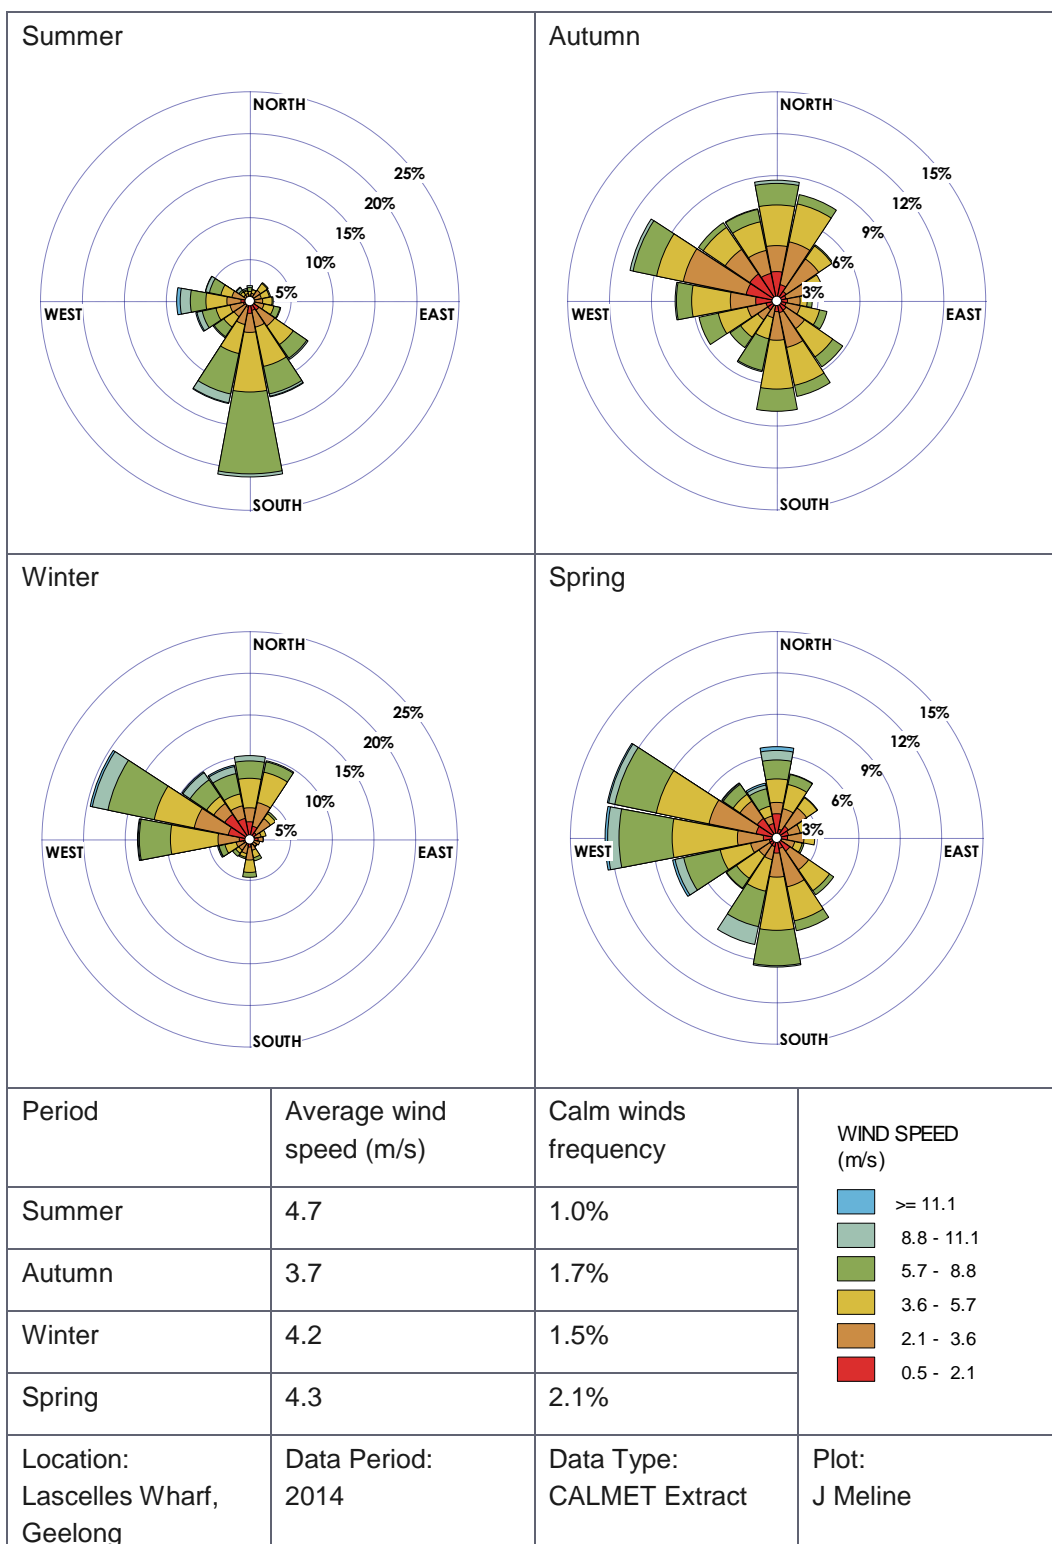 Summer
NORTH
25%
20%
15%
10%
5%
WEST
EAST
SOUTH
Autumn
NORTH
15%
12%
9%
6%
3%
WEST
EAST
SOUTH
Winter
NORTH
25%
20%
15%
10%
5%
WEST
EAST
SOUTH
Spring
NORTH
15%
12%
9%
6%
3%
WEST
EAST
SOUTH
Period
Average wind
speed (m/s)
Calm winds
frequency
Summer
4.7
1.0%
Autumn
3.7
1.7%
Winter
4.2
1.5%
Spring
4.3
2.1%
WIND SPEED
(m/s)
>= 11.1
8.8 - 11.1
5.7 - 8.8
3.6 - 5.7
2.1 - 3.6
0.5 - 2.1
Location:
Lascelles Wharf,
Geelong
Data Period:
2014
Data Type:
CALMET Extract
Plot:
J Meline